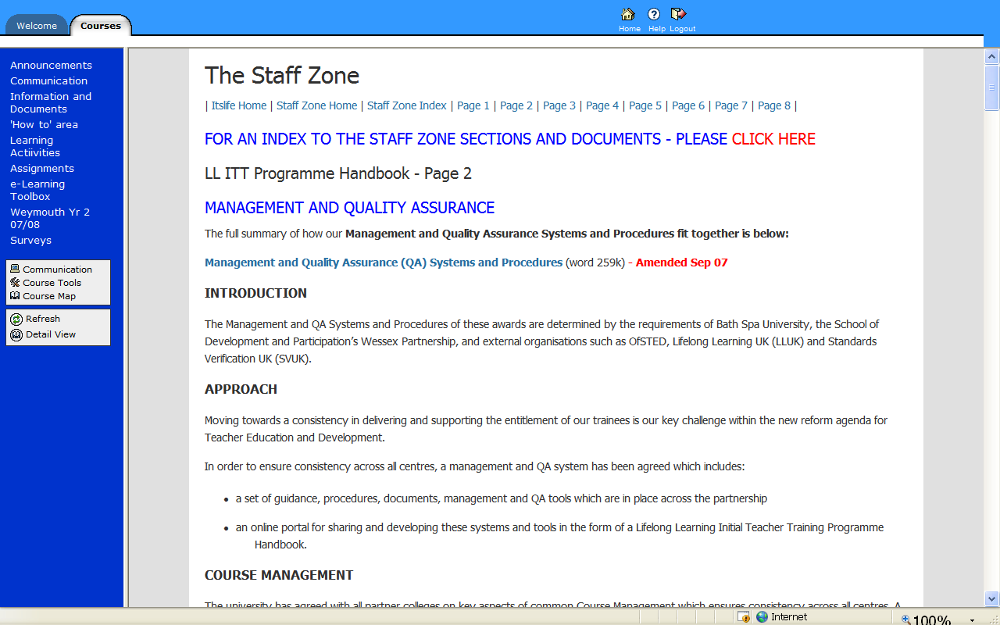 Welcome
Courses
Home
Help
Logout
Announcements
Communication
Information and
Documents
'How to' area
Learning
Actiivities
Assignments
e-Learning
Toolbox
Weymouth Yr 2
07/08
Surveys
Communication
Course Tools
Course Map
Refresh
Detail View
The Staff Zone
| Itslife Home | Staff Zone Home | Staff Zone Index | Page 1 | Page 2 | Page 3 | Page 4 | Page 5 | Page 6 | Page 7 | Page 8 |
FOR AN INDEX TO THE STAFF ZONE SECTIONS AND DOCUMENTS - PLEASE CLICK HERE
LL ITT Programme Handbook - Page 2
MANAGEMENT AND QUALITY ASSURANCE
The full summary of how our Management and Quality Assurance Systems and Procedures fit together is below:
Management and Quality Assurance (QA) Systems and Procedures (word 259k) - Amended Sep 07
INTRODUCTION
The Management and QA Systems and Procedures of these awards are determined by the requirements of Bath Spa University, the School of
Development and Participation’s Wessex Partnership, and external organisations such as OfSTED, Lifelong Learning UK (LLUK) and Standards
Verification UK (SVUK).
APPROACH
Moving towards a consistency in delivering and supporting the entitlement of our trainees is our key challenge within the new reform agenda for
Teacher Education and Development.
In order to ensure consistency across all centres, a management and QA system has been agreed which includes:
• a set of guidance, procedures, documents, management and QA tools which are in place across the partnership
• an online portal for sharing and developing these systems and tools in the form of a Lifelong Learning Initial Teacher Training Programme
Handbook.
COURSE MANAGEMENT
The university has agreed with all partner colleges on key aspects of common Course Management which ensures consistency across all centres. A
Internet
100%